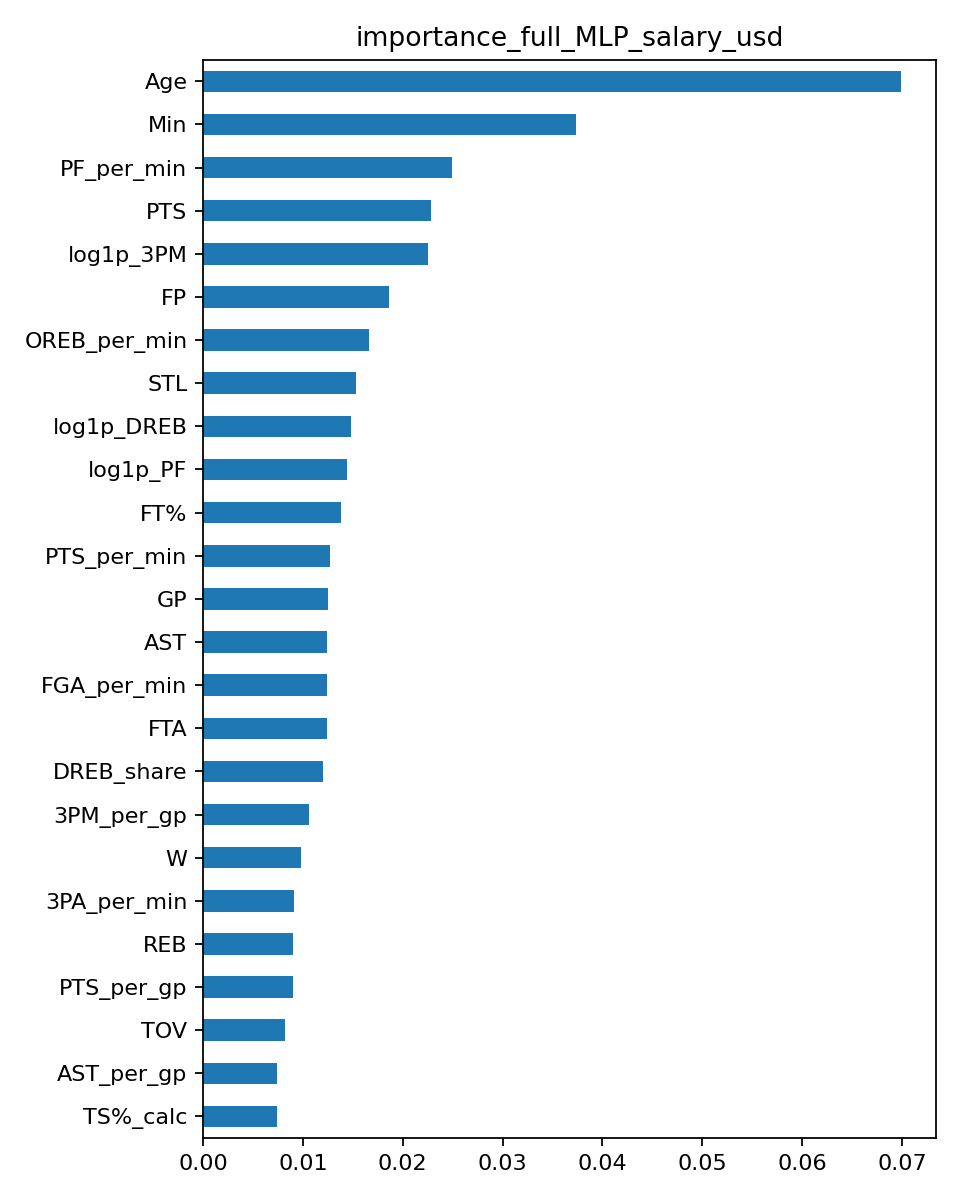 importance_full_MLP_salary_usd
Age
Min
PF_per_min
PTS
log1p_3PM
FP
OREB_per_min
STL
log1p_DREB
log1p_PF
FT%
PTS_per_min
GP
AST
FGA_per_min
FTA
DREB_share
3PM_per_gp
W
3PA_per_min
REB
PTS_per_gp
TOV
AST_per_gp
TS%_calc
0.00 0.01 0.02 0.03 0.04 0.05 0.06 0.07